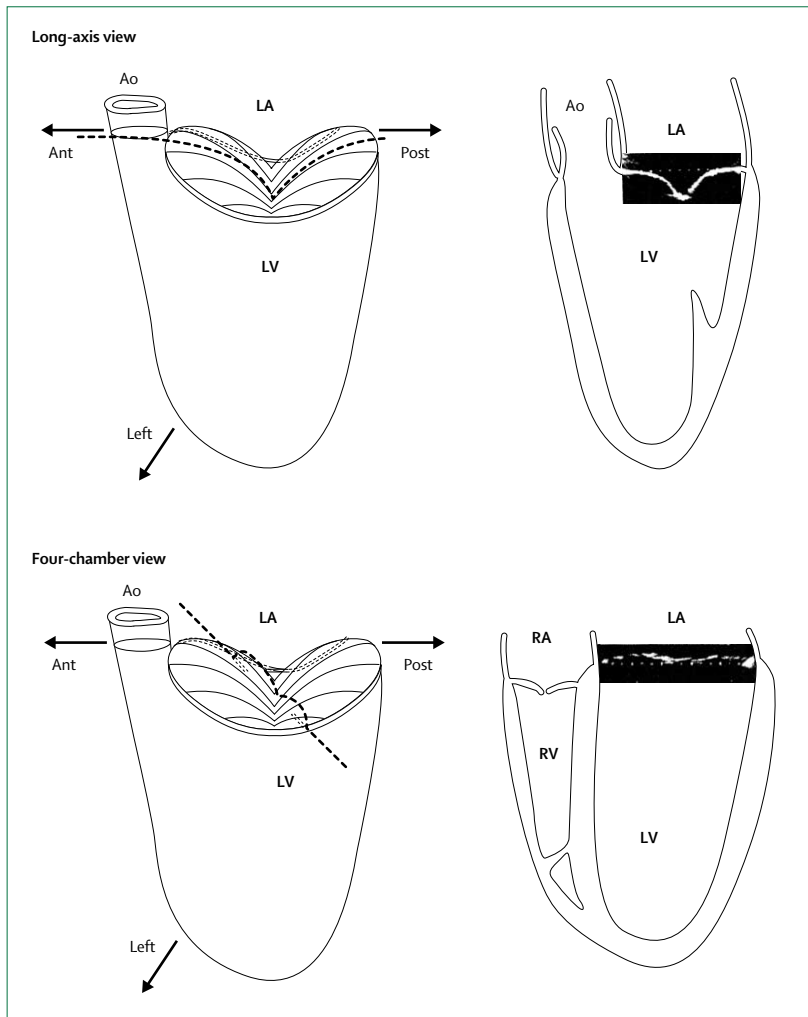 Long-axis view
Ao
LA
Ant
Post
LV
Left
Ao
LA
LV
Four-chamber view
Ao
LA
Ant
Post
LV
Left
RA
LA
RV
LV